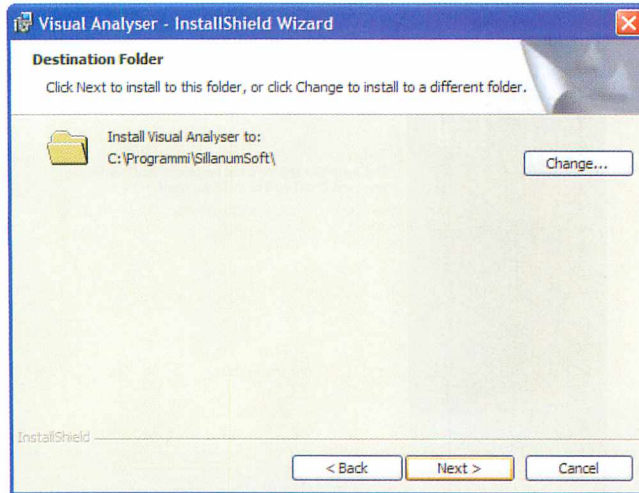 Visual Analyser - InstallShield Wizard
Destination Folder
Click Next to install to this folder, or click Change to install to a different folder.
Install Visual Analyser to:
C:\Programmi\SillanumSoft\
Change...
InstallShield
< Back
Next >
Cancel